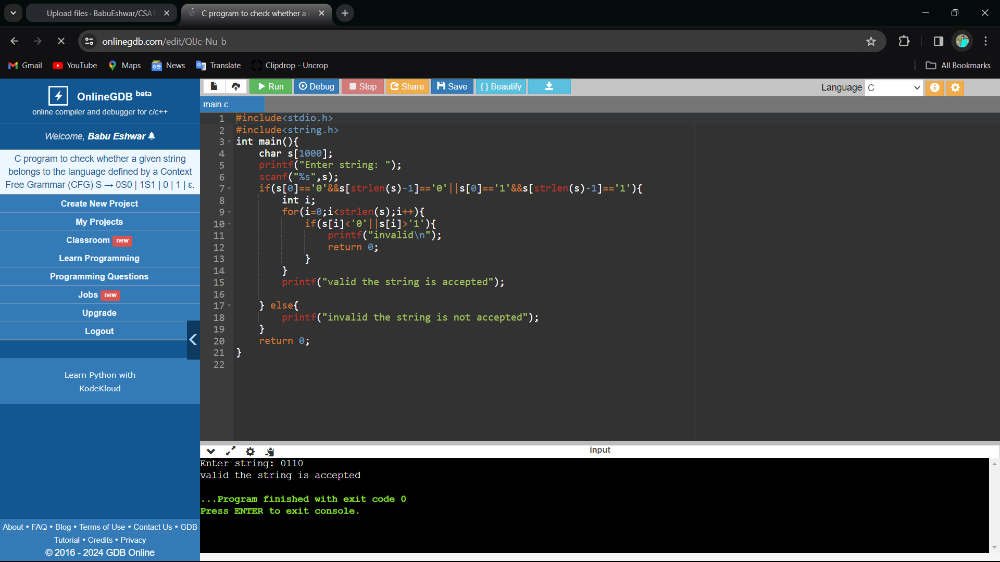 Upload files · BabuEshwar/CSA1
C program to check whether a g
onlinegdb.com/edit/QlJc-Nu_b
Gmail
YouTube
Maps
News
Translate
Clipdrop - Uncrop
All Bookmarks
OnlineGDB beta
online compiler and debugger for c/c++
Welcome, Babu Eshwar
C program to check whether a given string
belongs to the language defined by a Context
Free Grammar (CFG) S → 0S0 | 1S1 | 0 | 1 | ε.
Create New Project
My Projects
Classroom new
Learn Programming
Programming Questions
Jobs new
Upgrade
Logout
Learn Python with
KodeKloud
About • FAQ • Blog • Terms of Use • Contact Us • GDB
Tutorial • Credits • Privacy
© 2016 - 2024 GDB Online
Run
Debug
Stop
Share
Save
{ } Beautify
Language C
main.c
1 #include<stdio.h>
2 #include<string.h>
3 int main(){
4 char s[1000];
5 printf("Enter string: ");
6 scanf("%s",s);
7 if(s[0]=='0'&&s[strlen(s)-1]=='0'||s[0]=='1'&&s[strlen(s)-1]=='1'){
8 int i;
9 for(i=0;i<strlen(s);i++){
10 if(s[i]<'0'||s[i]>'1'){
11 printf("invalid\n");
12 return 0;
13 }
14 }
15 printf("valid the string is accepted");
16
17 } else{
18 printf("invalid the string is not accepted");
19 }
20 return 0;
21 }
22
input
Enter string: 0110
valid the string is accepted
...Program finished with exit code 0
Press ENTER to exit console.